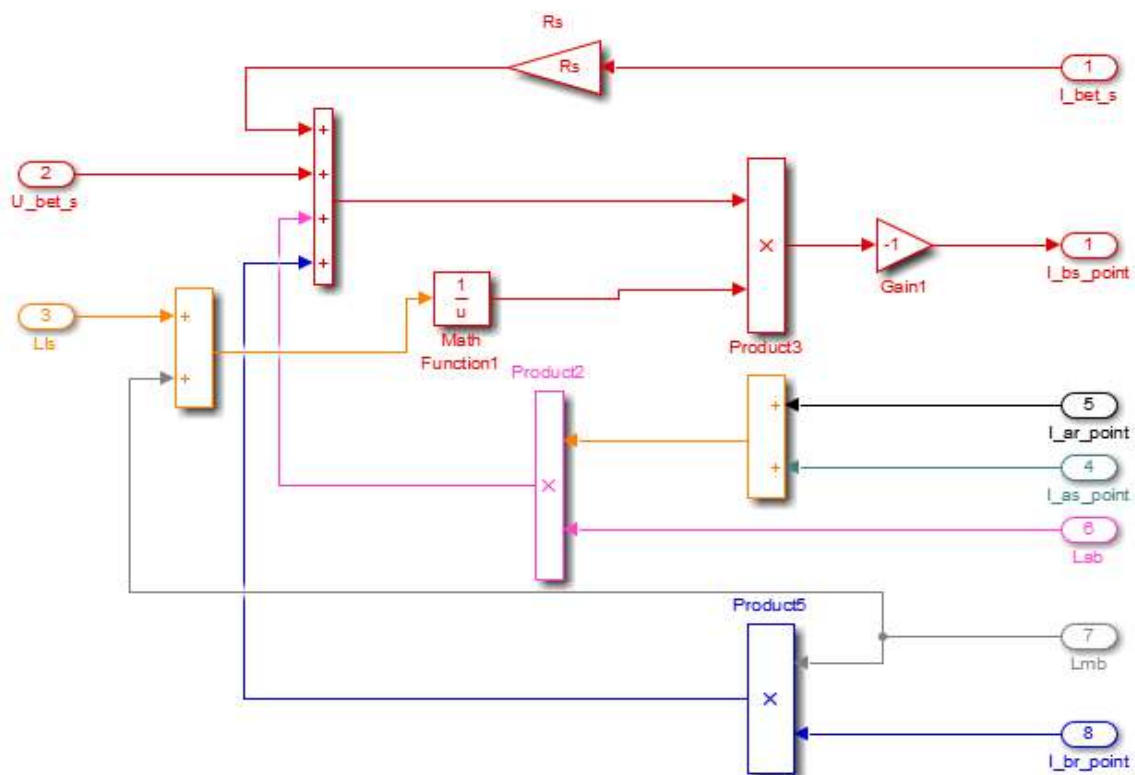 Rs
Rs
1
I_bet_s
+
2
+
U_bet_s
+
×
-1
1
I_bs_point
+
Gain1
1
u
3
+
Lls
Math
Function1
Product3
+
Product2
+
5
I_ar_point
+
4
×
I_as_point
6
Lab
Product5
7
Lmb
×
8
I_br_point